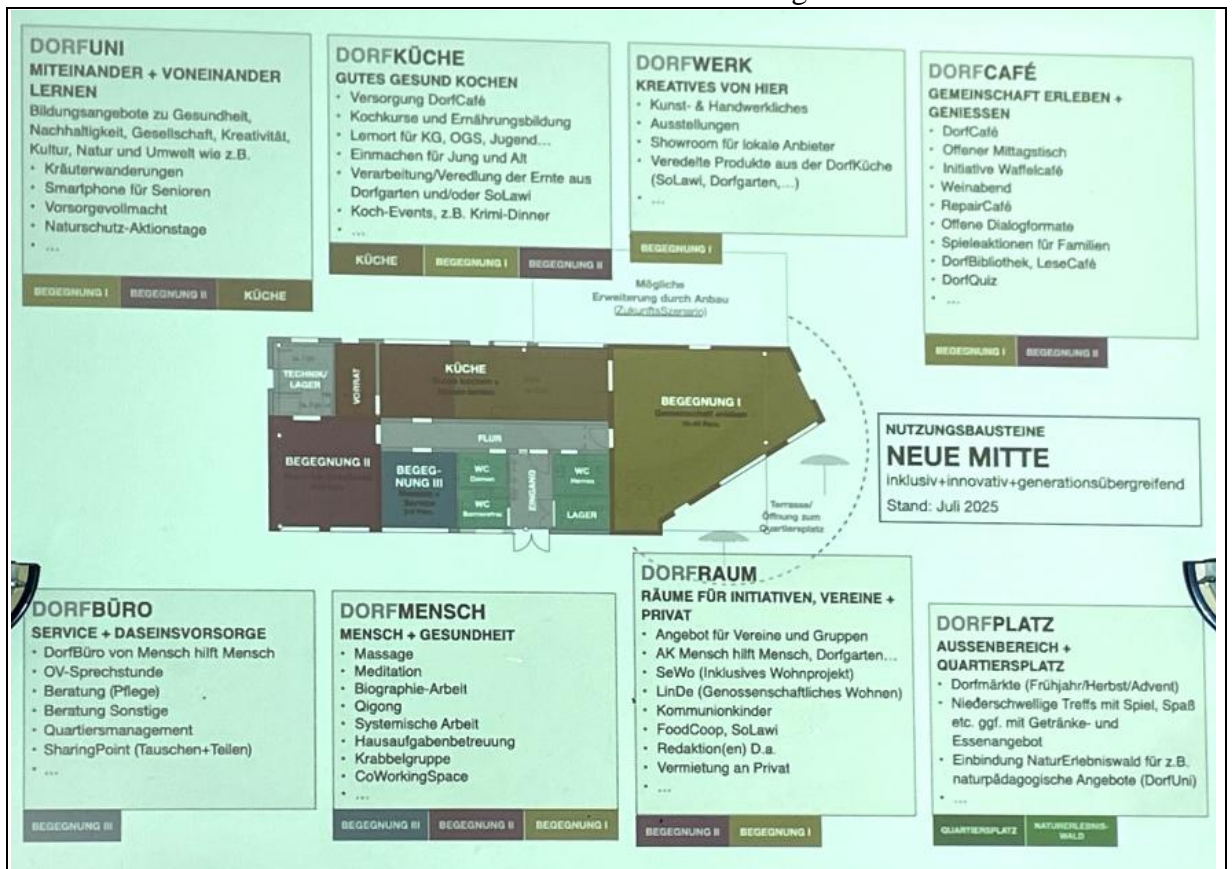 DORFUNI
MITEINANDER + VONEINANDER
LERNEN
Bildungsangebote zu Gesundheit,
Nachhaltigkeit, Gesellschaft, Kreativität,
Kultur, Natur und Umwelt wie z.B.
• Kräuterwanderungen
• Smartphone für Senioren
• Vorsorgevollmacht
• Naturschutz-Aktionstage
• ...
BEGEGNUNG I BEGEGNUNG II KÜCHE
DORFKÜCHE
GUTES GESUND KOCHEN
• Versorgung DorfCafé
• Kochkurse und Ernährungsbildung
• Lernort für KG, OGS, Jugend...
• Einmachen für Jung und Alt
• Verarbeitung/Veredlung der Ernte aus
Dorfgarten und/oder SoLawi
• Koch-Events, z.B. Krimi-Dinner
• ...
KÜCHE BEGEGNUNG I BEGEGNUNG II
DORFWERK
KREATIVES VON HIER
• Kunst- & Handwerkliches
• Ausstellungen
• Showroom für lokale Anbieter
• Veredelte Produkte aus der DorfKüche
(SoLawi, Dorfgarten,...)
• ...
BEGEGNUNG I
DORFCAFÉ
GEMEINSCHAFT ERLEBEN +
GENIESSEN
• DorfCafé
• Offener Mittagstisch
• Initiative Waffelcafé
• Weinabend
• RepairCafé
• Offene Dialogformate
• Spieleaktionen für Familien
• DorfBibliothek, LeseCafé
• DorfQuiz
• ...
BEGEGNUNG I BEGEGNUNG II
Mögliche
Erweiterung durch Anbau
(ZukunftsSzenario)
TECHNIK/
LAGER
VORRAT
KÜCHE
BEGEGNUNG I
Gemeinschaft erleben
FLUR
BEGEGNUNG II
BEGEG-
NUNG III
WC
Damen
WC
Barrierefrei
EINGANG
WC
Herren
LAGER
Terrasse/
Öffnung zum
Quartiersplatz
NUTZUNGSBAUSTEINE
NEUE MITTE
inklusiv+innovativ+generationsübergreifend
Stand: Juli 2025
DORFBÜRO
SERVICE + DASEINSVORSORGE
• DorfBüro von Mensch hilft Mensch
• OV-Sprechstunde
• Beratung (Pflege)
• Beratung Sonstige
• Quartiersmanagement
• SharingPoint (Tauschen+Teilen)
• ...
BEGEGNUNG III
DORFMENSCH
MENSCH + GESUNDHEIT
• Massage
• Meditation
• Biographie-Arbeit
• Qigong
• Systemische Arbeit
• Hausaufgabenbetreuung
• Krabbelgruppe
• CoWorkingSpace
• ...
BEGEGNUNG III BEGEGNUNG II BEGEGNUNG I
DORFRAUM
RÄUME FÜR INITIATIVEN, VEREINE +
PRIVAT
• Angebot für Vereine und Gruppen
• AK Mensch hilft Mensch, Dorfgarten...
• SeWo (Inklusives Wohnprojekt)
• LinDe (Genossenschaftliches Wohnen)
• Kommunionkinder
• FoodCoop, SoLawi
• Redaktion(en) D.a.
• Vermietung an Privat
• ...
BEGEGNUNG II BEGEGNUNG I
DORFPLATZ
AUSSENBEREICH +
QUARTIERSPLATZ
• Dorfmärkte (Frühjahr/Herbst/Advent)
• Niederschwellige Treffs mit Spiel, Spaß
etc. ggf. mit Getränke- und
Essenangebot
• Einbindung NaturErlebniswald für z.B.
naturpädagogische Angebote (DorfUni)
• ...
QUARTIERSPLATZ NATURERLEBNIS-
WALD